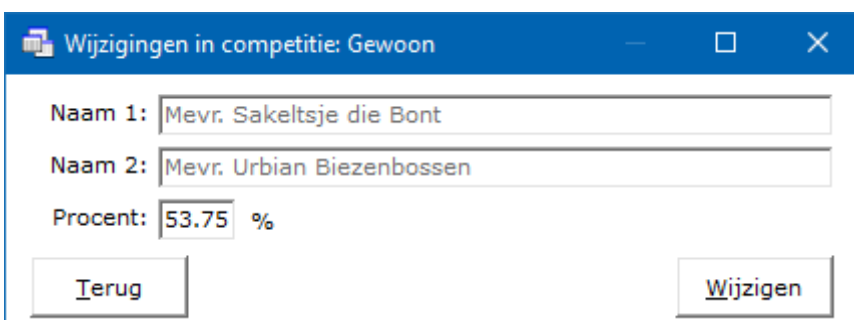 Wijzigingen in competitie: Gewoon
Naam 1: Mevr. Sakeltsje die Bont
Naam 2: Mevr. Urbian Biezenbossen
Procent: 53.75 %
Terug Wijzigen